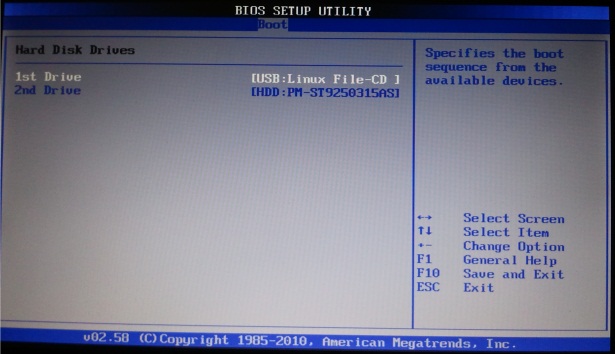 BIOS SETUP UTILITY
Boot
Hard Disk Drives
1st Drive [USB:Linux File-CD ]
2nd Drive [HDD:PM-ST9250315AS]
Specifies the boot
sequence from the
available devices.
↔ Select Screen
↑↓ Select Item
+- Change Option
F1 General Help
F10 Save and Exit
ESC Exit
v02.58 (C)Copyright 1985-2010, American Megatrends, Inc.